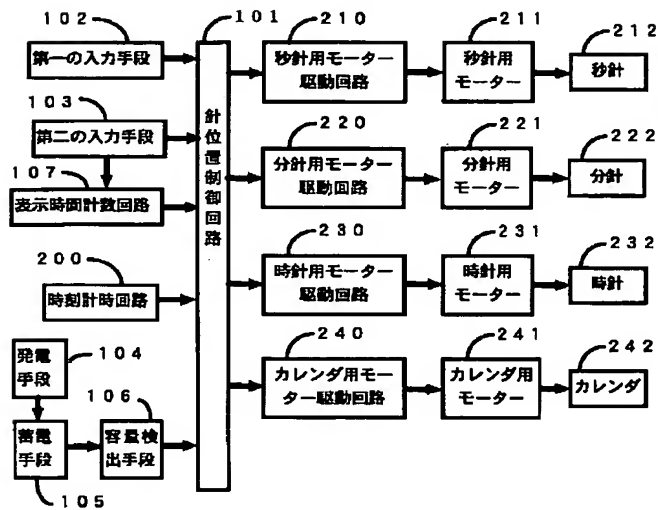 102
第一の入力手段
103
第二の入力手段
107
表示時間計数回路
200
時刻計時回路
発電
手段
104
蓄電
手段
105
106
容量検
出手段
101
針位置制御回路
210
秒針用モーター
駆動回路
211
秒針用
モーター
212
秒針
220
分針用モーター
駆動回路
221
分針用
モーター
222
分針
230
時針用モーター
駆動回路
231
時針用
モーター
232
時針
240
カレンダ用モー
ター駆動回路
241
カレンダ用
モーター
242
カレンダ